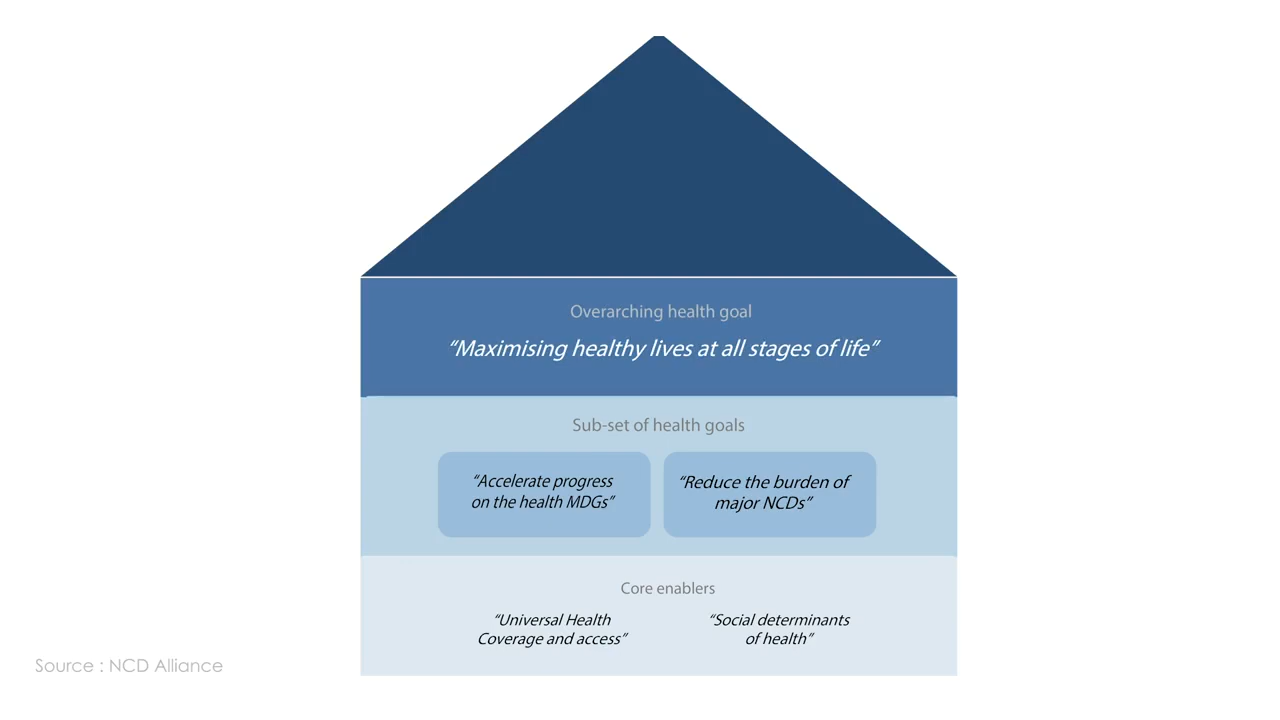 Overarching health goal
“Maximising healthy lives at all stages of life”
Sub-set of health goals
“Accelerate progress
on the health MDGs”
“Reduce the burden of
major NCDs”
Core enablers
“Universal Health
Coverage and access”
“Social determinants
of health”
Source : NCD Alliance